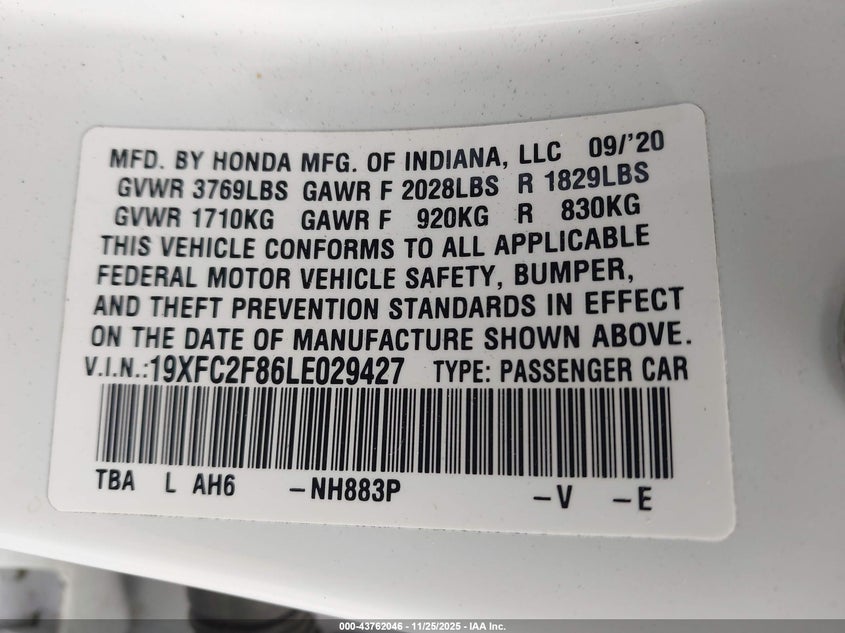 MFD. BY HONDA MFG. OF INDIANA, LLC 09/'20
GVWR 3769LBS GAWR F 2028LBS R 1829LBS
GVWR 1710KG GAWR F 920KG R 830KG
THIS VEHICLE CONFORMS TO ALL APPLICABLE
FEDERAL MOTOR VEHICLE SAFETY, BUMPER,
AND THEFT PREVENTION STANDARDS IN EFFECT
ON THE DATE OF MANUFACTURE SHOWN ABOVE.
V.I.N.:19XFC2F86LE029427 TYPE: PASSENGER CAR
TBA L AH6 -NH883P -V -E
000-43762046 - 11/25/2025 - IAA Inc.